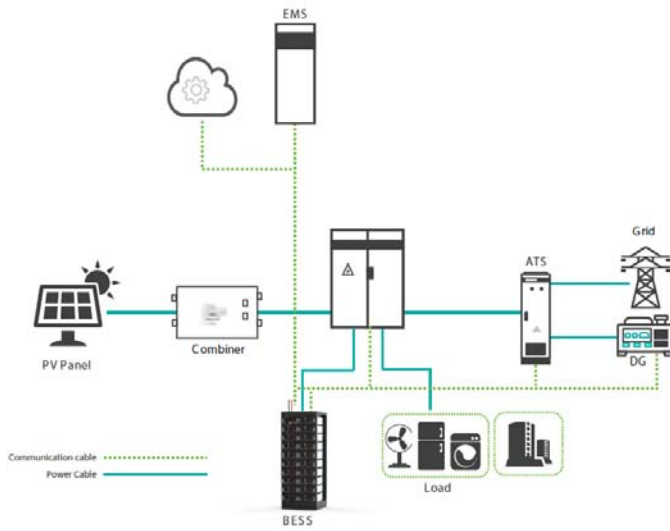 EMS
Grid
ATS
PV Panel
Combiner
DG
Communication cable
Power Cable
Load
BESS